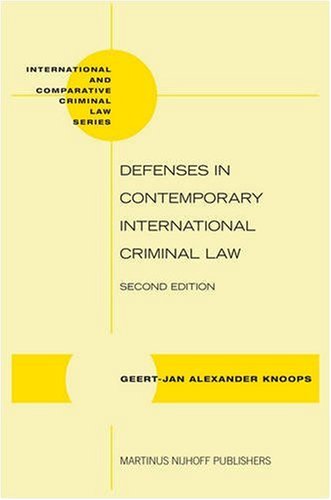 INTERNATIONAL
AND
COMPARATIVE
CRIMINAL
LAW
SERIES
DEFENSES IN
CONTEMPORARY
INTERNATIONAL
CRIMINAL LAW
SECOND EDITION
GEERT-JAN ALEXANDER KNOOPS
MARTINUS NIJHOFF PUBLISHERS